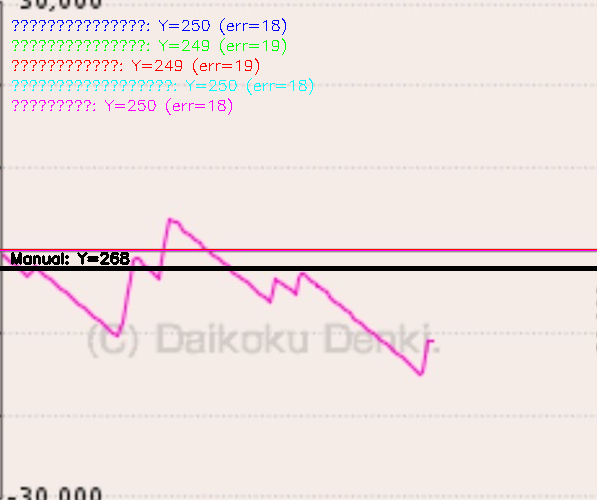 30,000
???????????????: Y=250 (err=18)
???????????????: Y=249 (err=19)
????????????: Y=249 (err=19)
??????????????????: Y=250 (err=18)
?????????: Y=250 (err=18)
Manual: Y=268
(C) Daikoku Denki.
-30,000